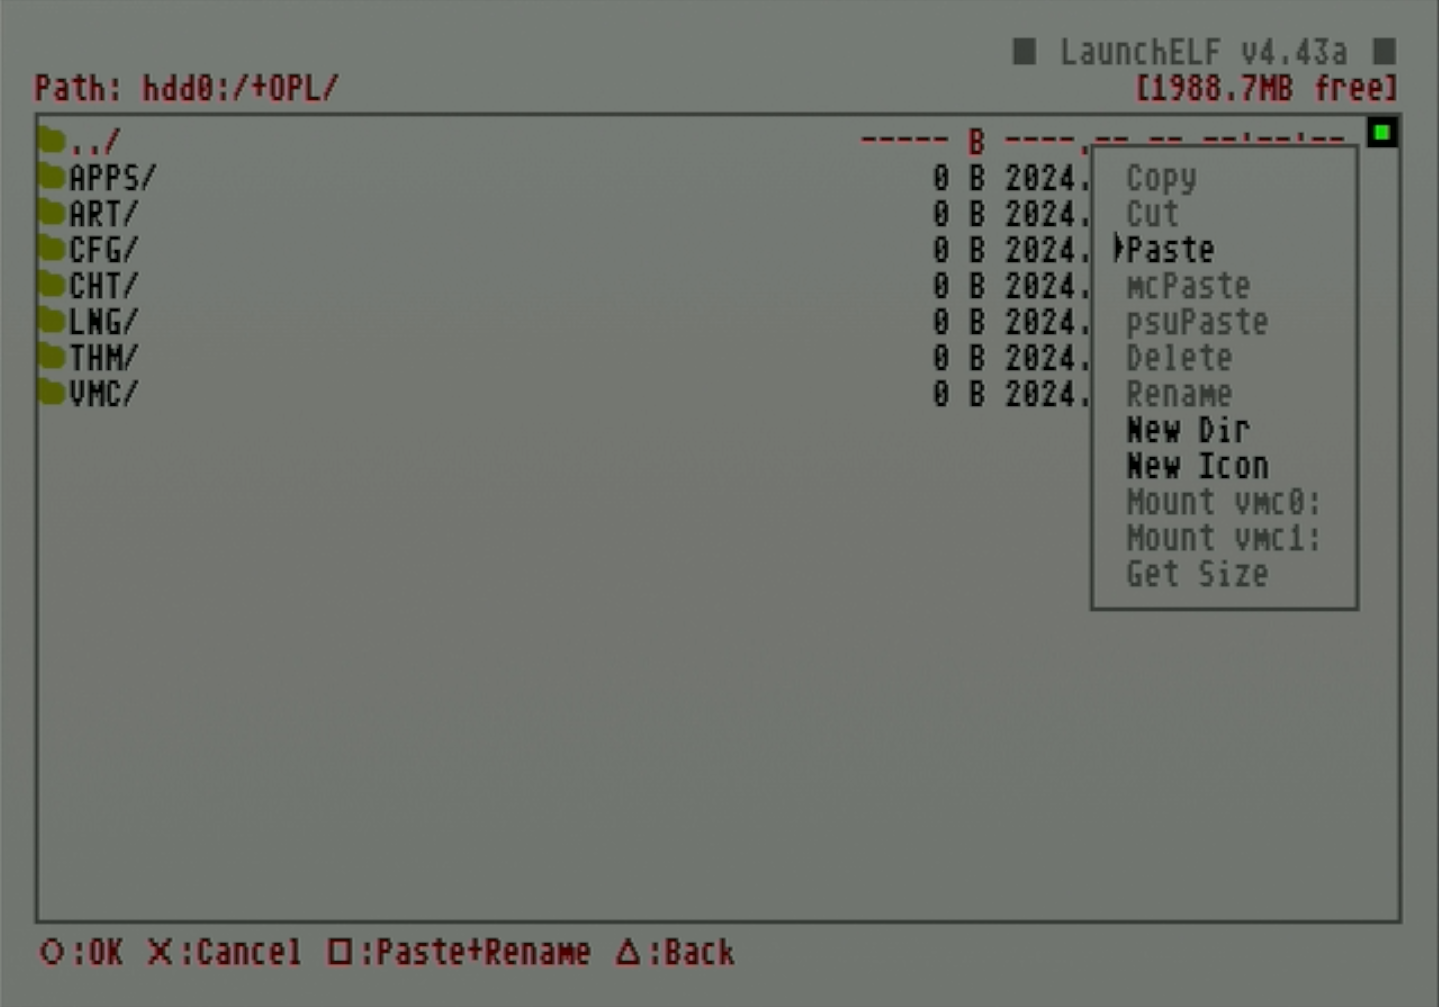 ■ LaunchELF v4.43a ■
Path: hdd0:/+OPL/ [1988.7MB free]
../ ----- B ----.-- -- --:--:--
APPS/ 0 B 2024.
ART/ 0 B 2024.
CFG/ 0 B 2024.
CHT/ 0 B 2024.
LNG/ 0 B 2024.
THM/ 0 B 2024.
VMC/ 0 B 2024.
Copy
Cut
Paste
mcPaste
psuPaste
Delete
Rename
New Dir
New Icon
Mount vmc0:
Mount vmc1:
Get Size
○:OK ×:Cancel □:Paste+Rename △:Back